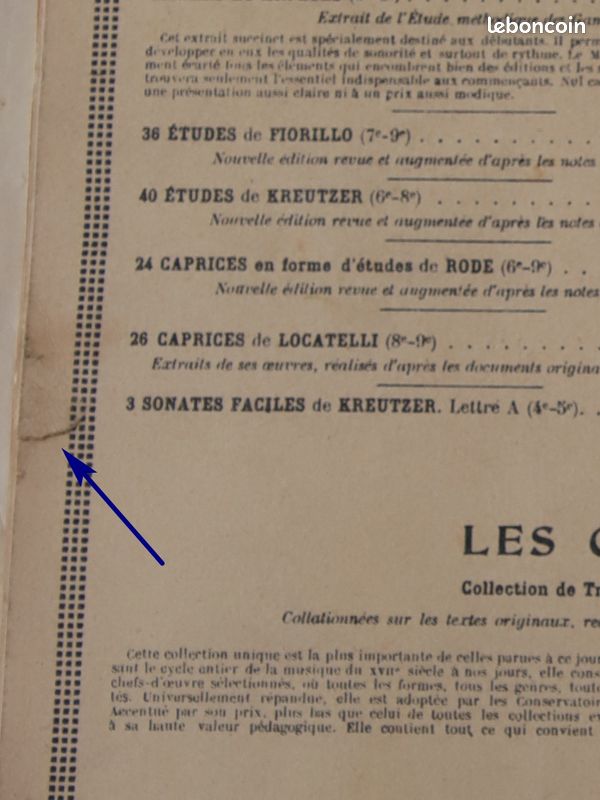 leboncoin
Extrait de l'Étude
Cet extrait succinct est spécialement destiné aux débutants. Il perm
développer en eux les qualités de sonorité et surtout de rythme. Le M
ment écarté tous les éléments qui encombrent bien des éditions et les
trouvera seulement l'essentiel indispensable aux commençants. Nul
une présentation aussi claire ni à un prix aussi modique.
36 ÉTUDES de FIORILLO (7e-9e) . . . . . . . . . .
Nouvelle édition revue et augmentée d'après les notes
40 ÉTUDES de KREUTZER (6e-8e) . . . . . . . . .
Nouvelle édition revue et augmentée d'après les notes
24 CAPRICES en forme d'études de RODE (6e-9e) . .
Nouvelle édition revue et augmentée d'après les notes
26 CAPRICES de LOCATELLI (8e-9e) . . . . . . . . .
Extraits de ses œuvres, réalisés d'après les documents origina
3 SONATES FACILES de KREUTZER. Lettre A (4e-5e). .
LES C
Collection de Tr
Collationnées sur les textes originaux, re
Cette collection unique est la plus importante de celles parues à ce jour
sant le cycle entier de la musique du XVIIe siècle à nos jours, elle cons
chefs-d'œuvre sélectionnés, où toutes les formes, tous les genres, tout
tés. Universellement répandue, elle est adoptée par les Conservatoir
Accentué par son prix, plus bas que celui de toutes les collections e
à sa haute valeur pédagogique. Elle contient tout ce qui convient